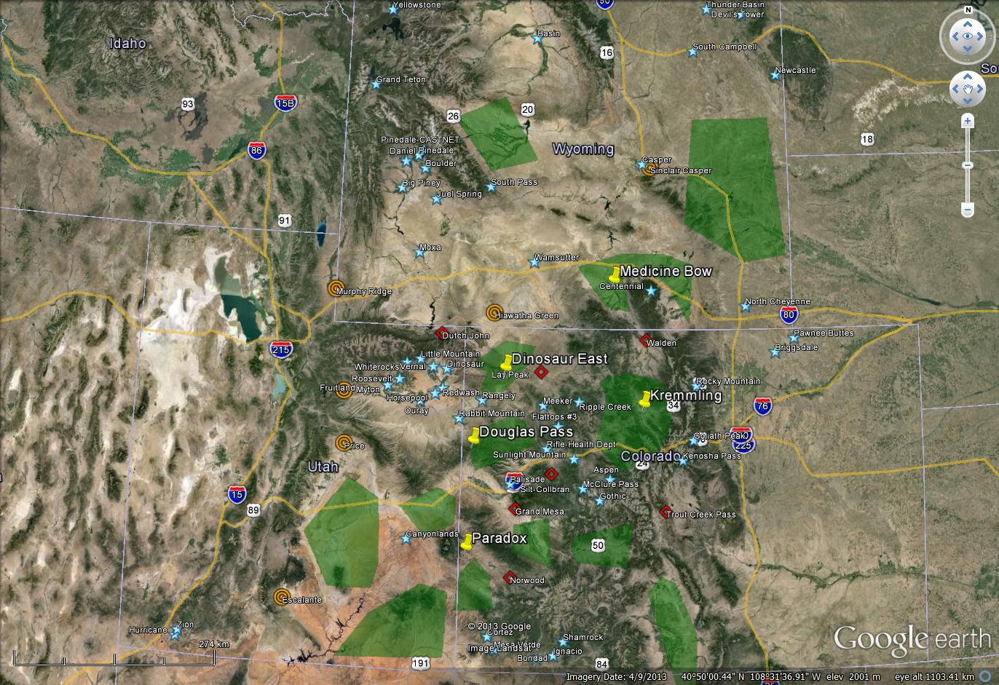 Yellowstone
Thunder Basin
Devil's Tower
90
Basin
Idaho
16
South Campbell
N
Newcastle
So
Grand Teton
93
15B
26
20
18
Pinedale-CASTNET
Daniel
Pinedale
Wyoming
86
Boulder
Casper
Sinclair Casper
Big Piney
South Pass
Juel Spring
91
Moxa
Wamsutter
Medicine Bow
Centennial
Murphy Ridge
North Cheyenne
Hiawatha Green
80
Dutch John
Walden
Pawnee Buttes
Briggsdale
215
Little Mountain
Dinosaur East
Whiterocks
Vernal
Dinosaur
Lay Peak
Roosevelt
Rocky Mountain
Fruitland
Myton
Horsepool
Redwash
Rangely
Kremmling
34
76
Meeker
Ripple Creek
Ouray
Rabbit Mountain
Flattops #3
Douglas Pass
Goliath Peak
225
Price
Rifle-Health Dept
Utah
Sunlight Mountain
Colorado
Kenosha Pass
24
Aspen
Palisade
McClure Pass
Silt-Collbran
15
Gothic
89
Grand Mesa
Trout Creek Pass
Canyonlands
Paradox
50
Norwood
Escalante
© 2013 Google
Hurricane
Zion
Cortez
Google earth
274 km
Shamrock
Mesa Verde
Image Landsat
Ignacio
Bondad
191
84
Imagery Date: 4/9/2013 40°50'00.44" N 108°31'36.91" W elev 2001 m eye alt 1103.41 km